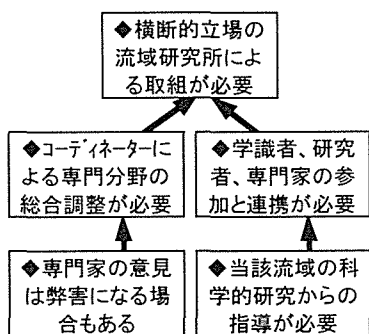 ◆横断的立場の
流域研究所によ
る取組が必要
◆コーディネーターに
よる専門分野の
総合調整が必要
◆学識者、研究
者、専門家の参
加と連携が必要
◆専門家の意見
は弊害になる場
合もある
◆当該流域の科
学的研究からの
指導が必要